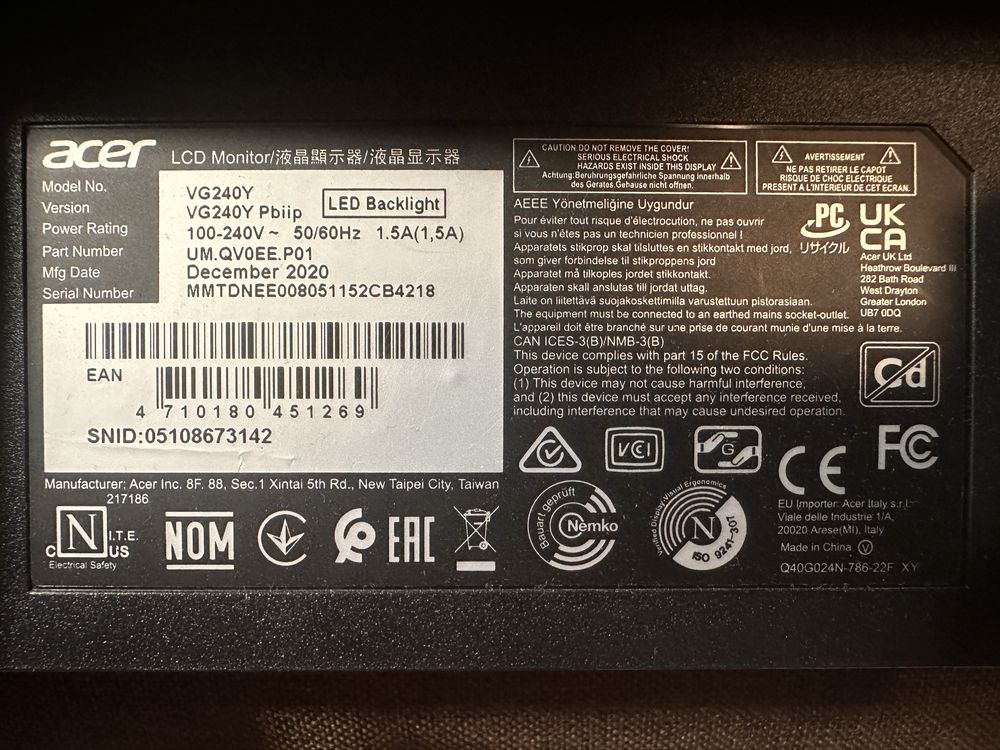 acer LCD Monitor/液晶顯示器/液晶显示器
Model No. VG240Y
Version VG240Y Pbiip
LED Backlight
Power Rating 100-240V ~ 50/60Hz 1.5A(1,5A)
Part Number UM.QV0EE.P01
Mfg Date December 2020
Serial Number MMTDNEE008051152CB4218
EAN
4 710180 451269
SNID:05108673142
Manufacturer: Acer Inc. 8F. 88, Sec.1 Xintai 5th Rd., New Taipei City, Taiwan
217186
N
C US I.T.E.
Electrical Safety
NOM
EAC
CAUTION:DO NOT REMOVE THE COVER!
SERIOUS ELECTRICAL SHOCK
HAZARDS EXIST INSIDE THIS DISPLAY
Achtung:Beruhrungsgefahrliche Spannung innerhalb
des Gerates.Gehause nicht offnen.
AVERTISSEMENT
NE PAS RETIRER LE CAPOT
RISQUE DE CHOC ELECTRIQUE
PRESENT A L'INTERIEUR DE CET ECRAN.
AEEE Yönetmeliğine Uygundur
Pour éviter tout risque d'électrocution, ne pas ouvrir
si vous n'êtes pas un technicien professionnel !
Apparatets stikprop skal tilsluttes en stikkontakt med jord,
som giver forbindelse til stikproppens jord
Apparatet må tilkoples jordet stikkontakt.
Apparaten skall anslutas till jordat uttag.
Laite on liitettävä suojakoskettimilla varustettuun pistorasiaan.
The equipment must be connected to an earthed mains socket-outlet.
L'appareil doit être branché sur une prise de courant munie d'une mise à la terre.
CAN ICES-3(B)/NMB-3(B)
This device complies with part 15 of the FCC Rules.
Operation is subject to the following two conditions:
(1) This device may not cause harmful interference,
and (2) this device must accept any interference received,
including interference that may cause undesired operation.
PC
リサイクル
UK
CA
Acer UK Ltd
Heathrow Boulevard III
282 Bath Road
West Drayton
Greater London
UB7 0DQ
Cd
VCI
G
CE
FC
Bauart geprüft
Nemko
Verified Display Visual Ergonomics
N
ISO 9241-307
EU Importer: Acer Italy s.r.l.
Viale delle Industrie 1/A,
20020 Arese(MI), Italy
Made in China V
Q40G024N-786-22F XY